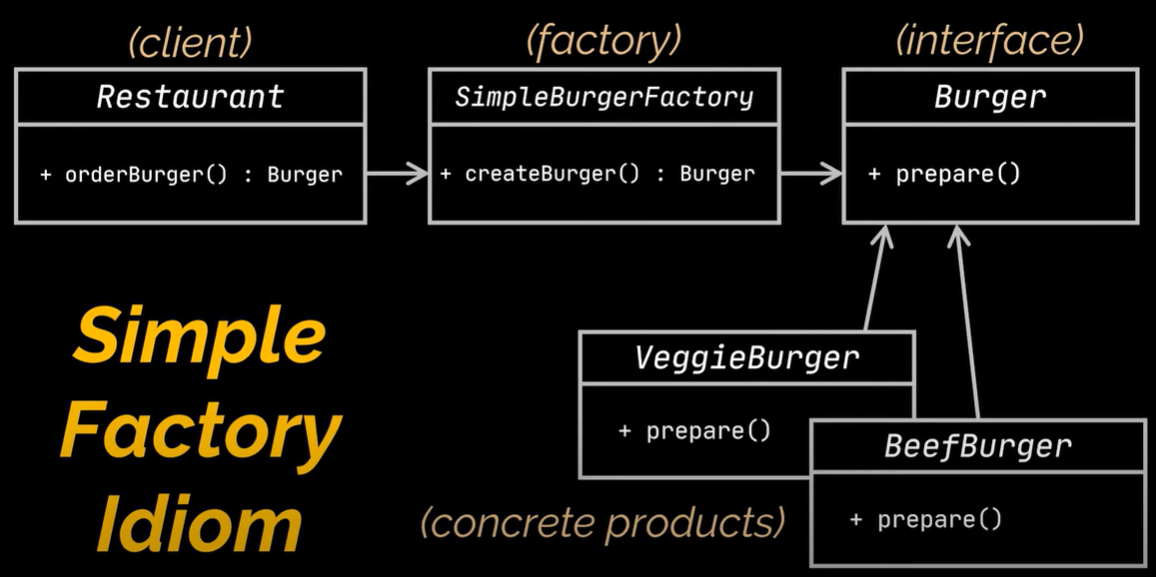 (client)
(factory)
(interface)
Restaurant
SimpleBurgerFactory
Burger
+ orderBurger() : Burger
+ createBurger() : Burger
+ prepare()
Simple
Factory
Idiom
VeggieBurger
+ prepare()
BeefBurger
+ prepare()
(concrete products)